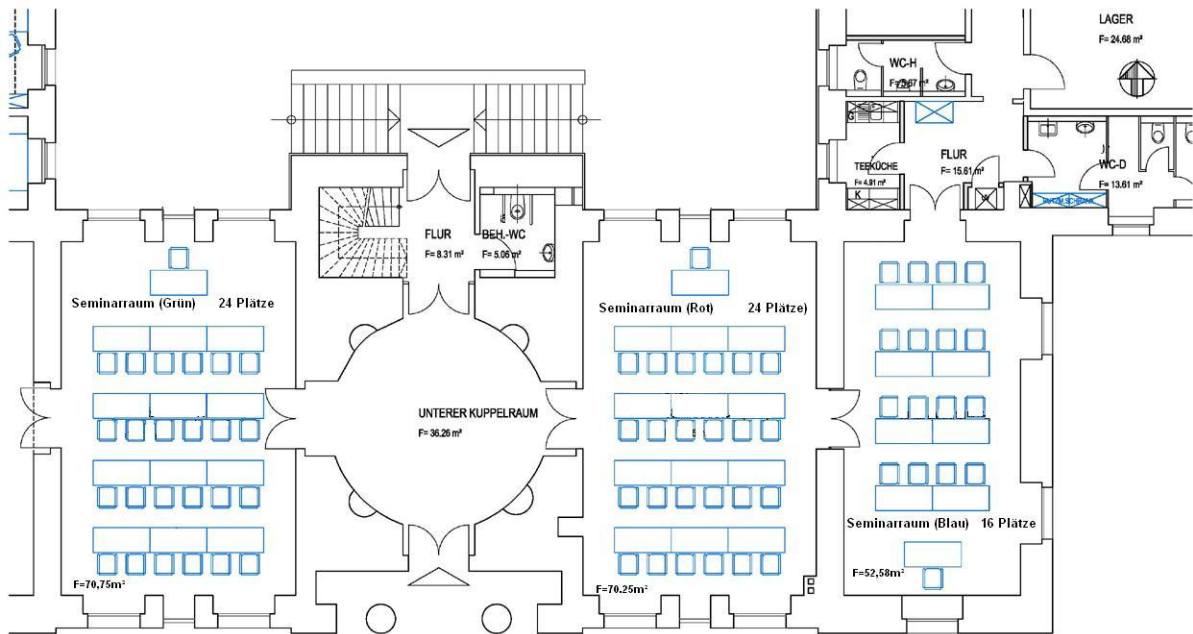 LAGER
F= 24.68 m²
WC-H
TEEKÜCHE
F=4.91 m²
K
FLUR
F= 15.61 m²
WC-D
F= 13.61 m²
FLUR
F= 8.31 m²
BEH.-WC
F= 5.06 m²
Seminarraum (Grün) 24 Plätze
Seminarraum (Rot) 24 Plätze)
UNTERER KUPPELRAUM
F= 36.26 m²
Seminarraum (Blau) 16 Plätze
F=70,75m²
F=70.25m²
F=52,58m²